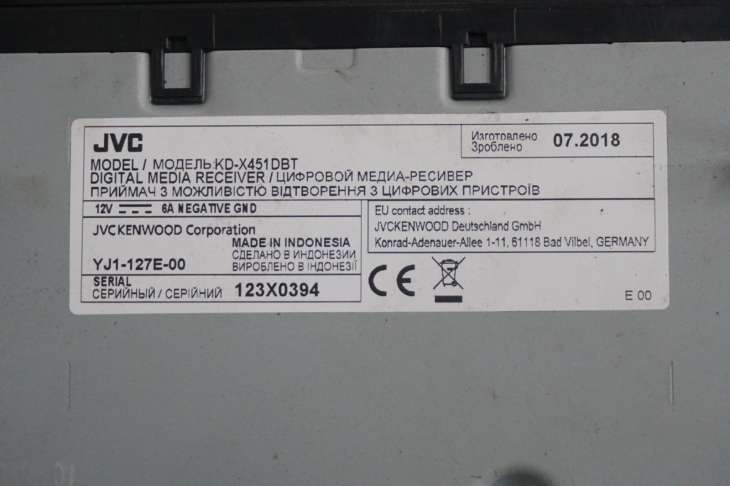 JVC
MODEL / МОДЕЛЬ:KD-X451DBT
DIGITAL MEDIA RECEIVER / ЦИФРОВОЙ МЕДИА-РЕСИВЕР
ПРИЙМАЧ З МОЖЛИВІСТЮ ВІДТВОРЕННЯ З ЦИФРОВИХ ПРИСТРОЇВ
Изготовлено
Зроблено
07.2018
12V 6A NEGATIVE GND
JVCKENWOOD Corporation
MADE IN INDONESIA
СДЕЛАНО В ИНДОНЕЗИИ
YJ1-127E-00 ВИРОБЛЕНО В ІНДОНЕЗІЇ
SERIAL
СЕРИЙНЫЙ / СЕРІЙНИЙ 123X0394
EU contact address :
JVCKENWOOD Deutschland GmbH
Konrad-Adenauer-Allee 1-11, 61118 Bad Vilbel, GERMANY
CE
E 00